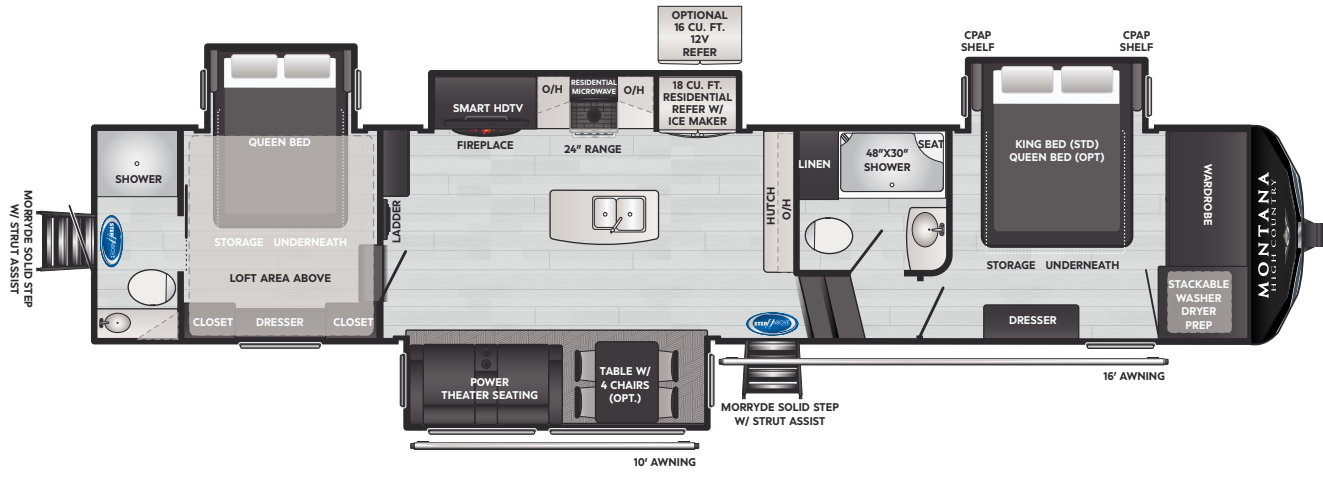 OPTIONAL
16 CU. FT.
12V
REFER
CPAP
SHELF
CPAP
SHELF
SMART HDTV
FIREPLACE
O/H
RESIDENTIAL
MICROWAVE
O/H
24" RANGE
18 CU. FT.
RESIDENTIAL
REFER W/
ICE MAKER
QUEEN BED
SHOWER
STORAGE UNDERNEATH
LOFT AREA ABOVE
CLOSET
DRESSER
CLOSET
LADDER
MORRYDE SOLID STEP
W/ STRUT ASSIST
STEP ABOVE
HUTCH
O/H
LINEN
48"X30"
SHOWER
SEAT
KING BED (STD)
QUEEN BED (OPT)
STORAGE UNDERNEATH
WARDROBE
STACKABLE
WASHER
DRYER
PREP
DRESSER
MONTANA
HIGH COUNTRY
POWER
THEATER SEATING
TABLE W/
4 CHAIRS
(OPT.)
STEP ABOVE
MORRYDE SOLID STEP
W/ STRUT ASSIST
16' AWNING
10' AWNING